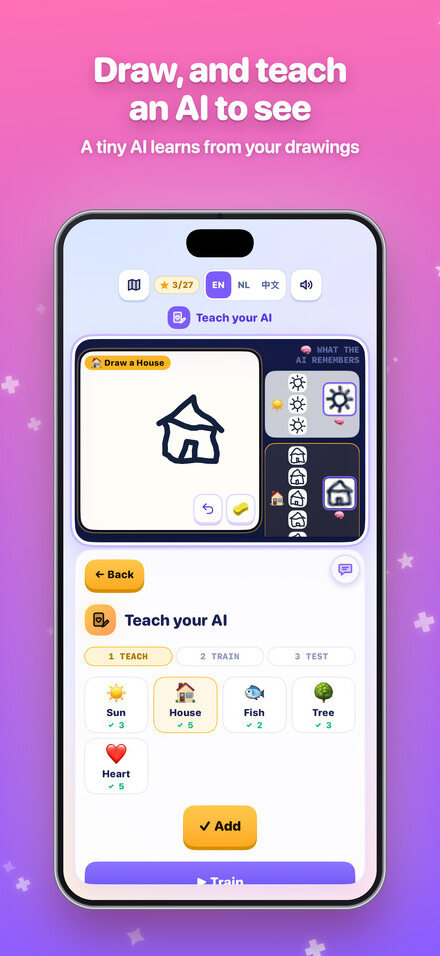 Draw, and teach
an AI to see
A tiny AI learns from your drawings
3/27
EN
NL
中文
Teach your AI
Draw a House
WHAT THE
AI REMEMBERS
← Back
Teach your AI
1 TEACH
2 TRAIN
3 TEST
Sun
✓ 3
House
✓ 5
Fish
✓ 2
Tree
✓ 3
Heart
✓ 5
✓ Add
▶ Train